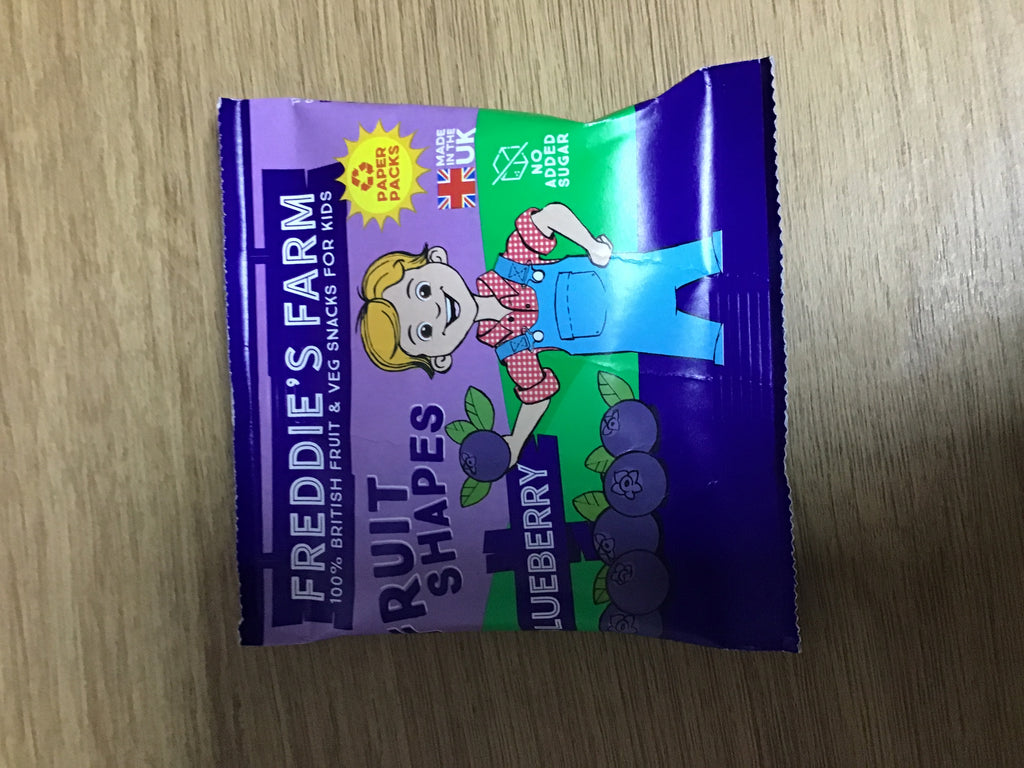 FREDDIE'S FARM
100% BRITISH FRUIT & VEG SNACKS FOR KIDS
PAPER
PACKS
MADE
IN THE
UK
FRUIT
SHAPES
LUEBERRY
NO
ADDED
SUGAR